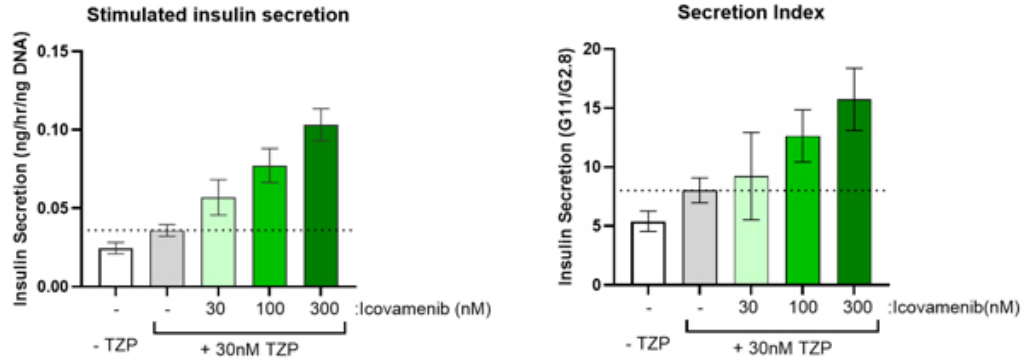 Stimulated insulin secretion
Insulin Secretion (ng/hr/ng DNA)
0.15
0.10
0.05
0.00
- - 30 100 300 :Icovamenib (nM)
- TZP
+ 30nM TZP
Secretion Index
Insulin Secretion (G11/G2.8)
20
15
10
5
0
- - 30 100 300 :Icovamenib(nM)
- TZP
+ 30nM TZP